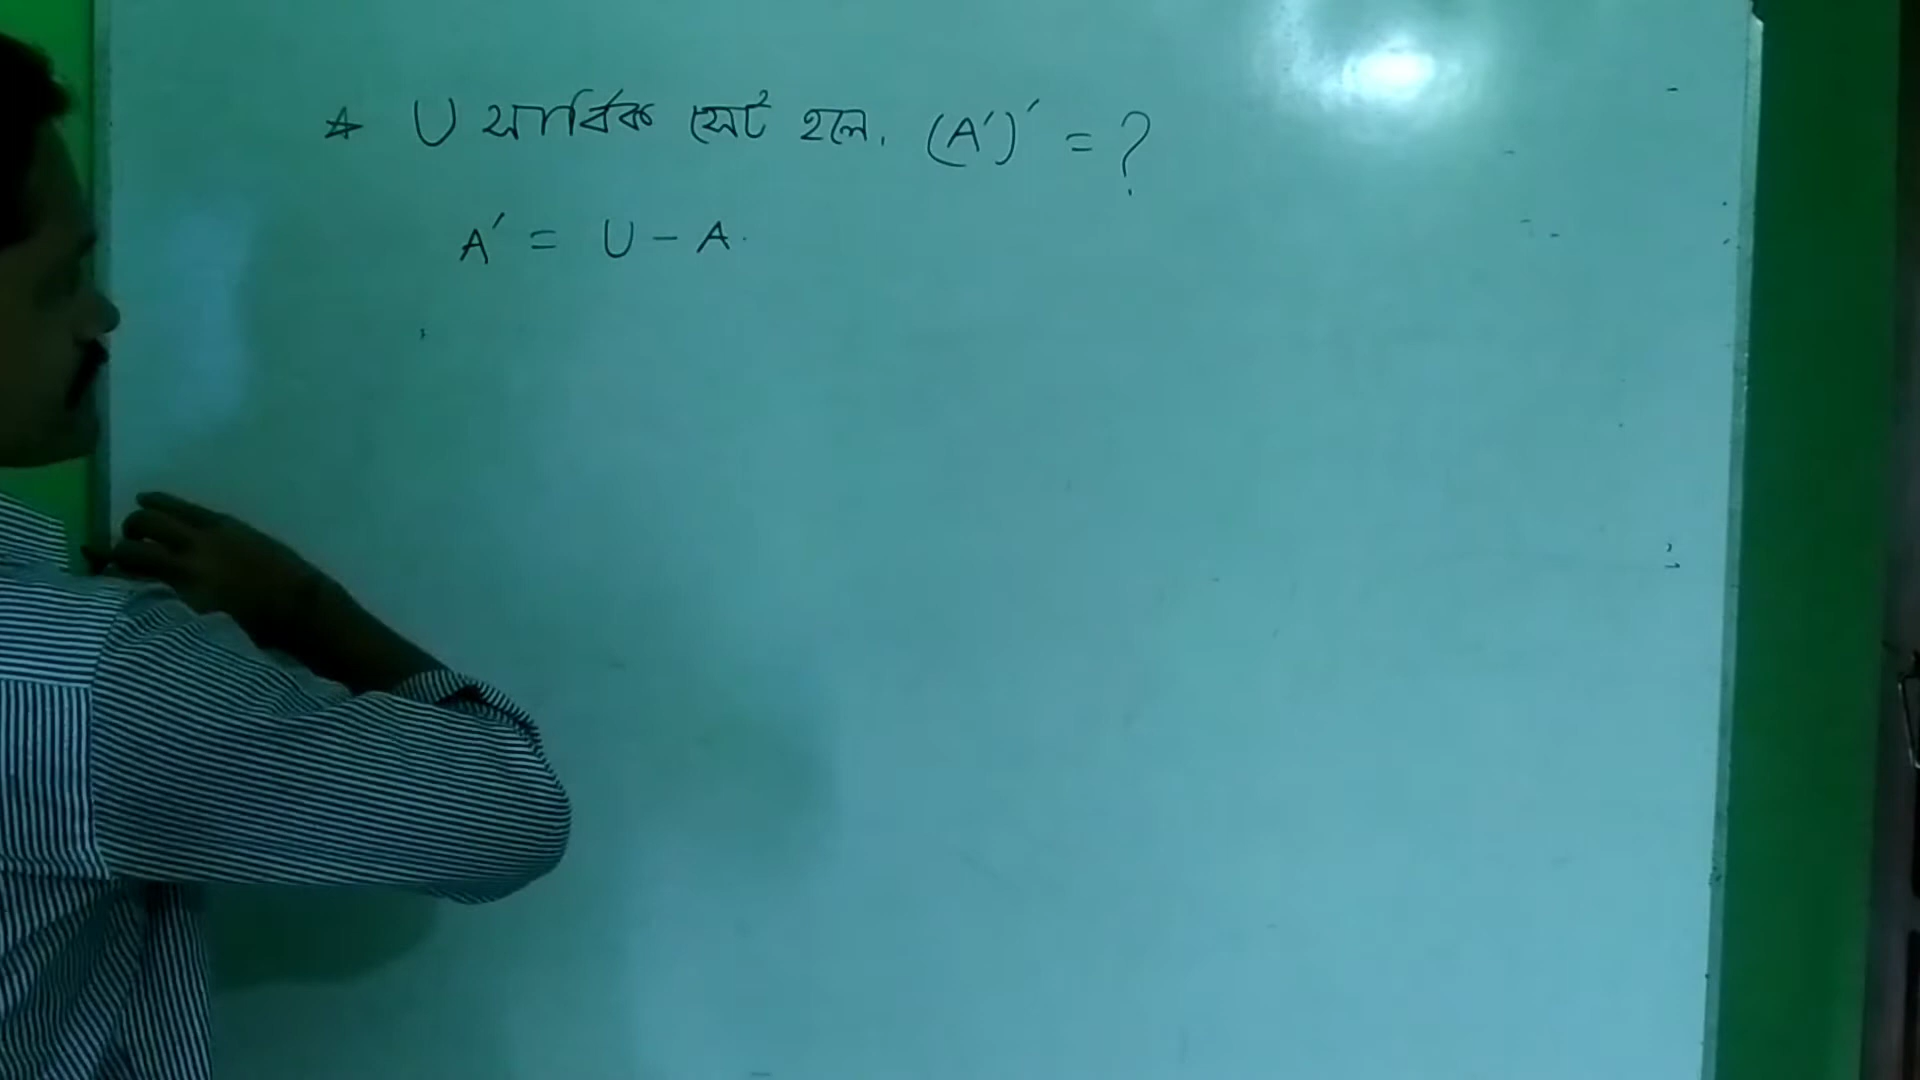 * U সার্বিক সেট হলে, (A')' = ?
A' = U - A.